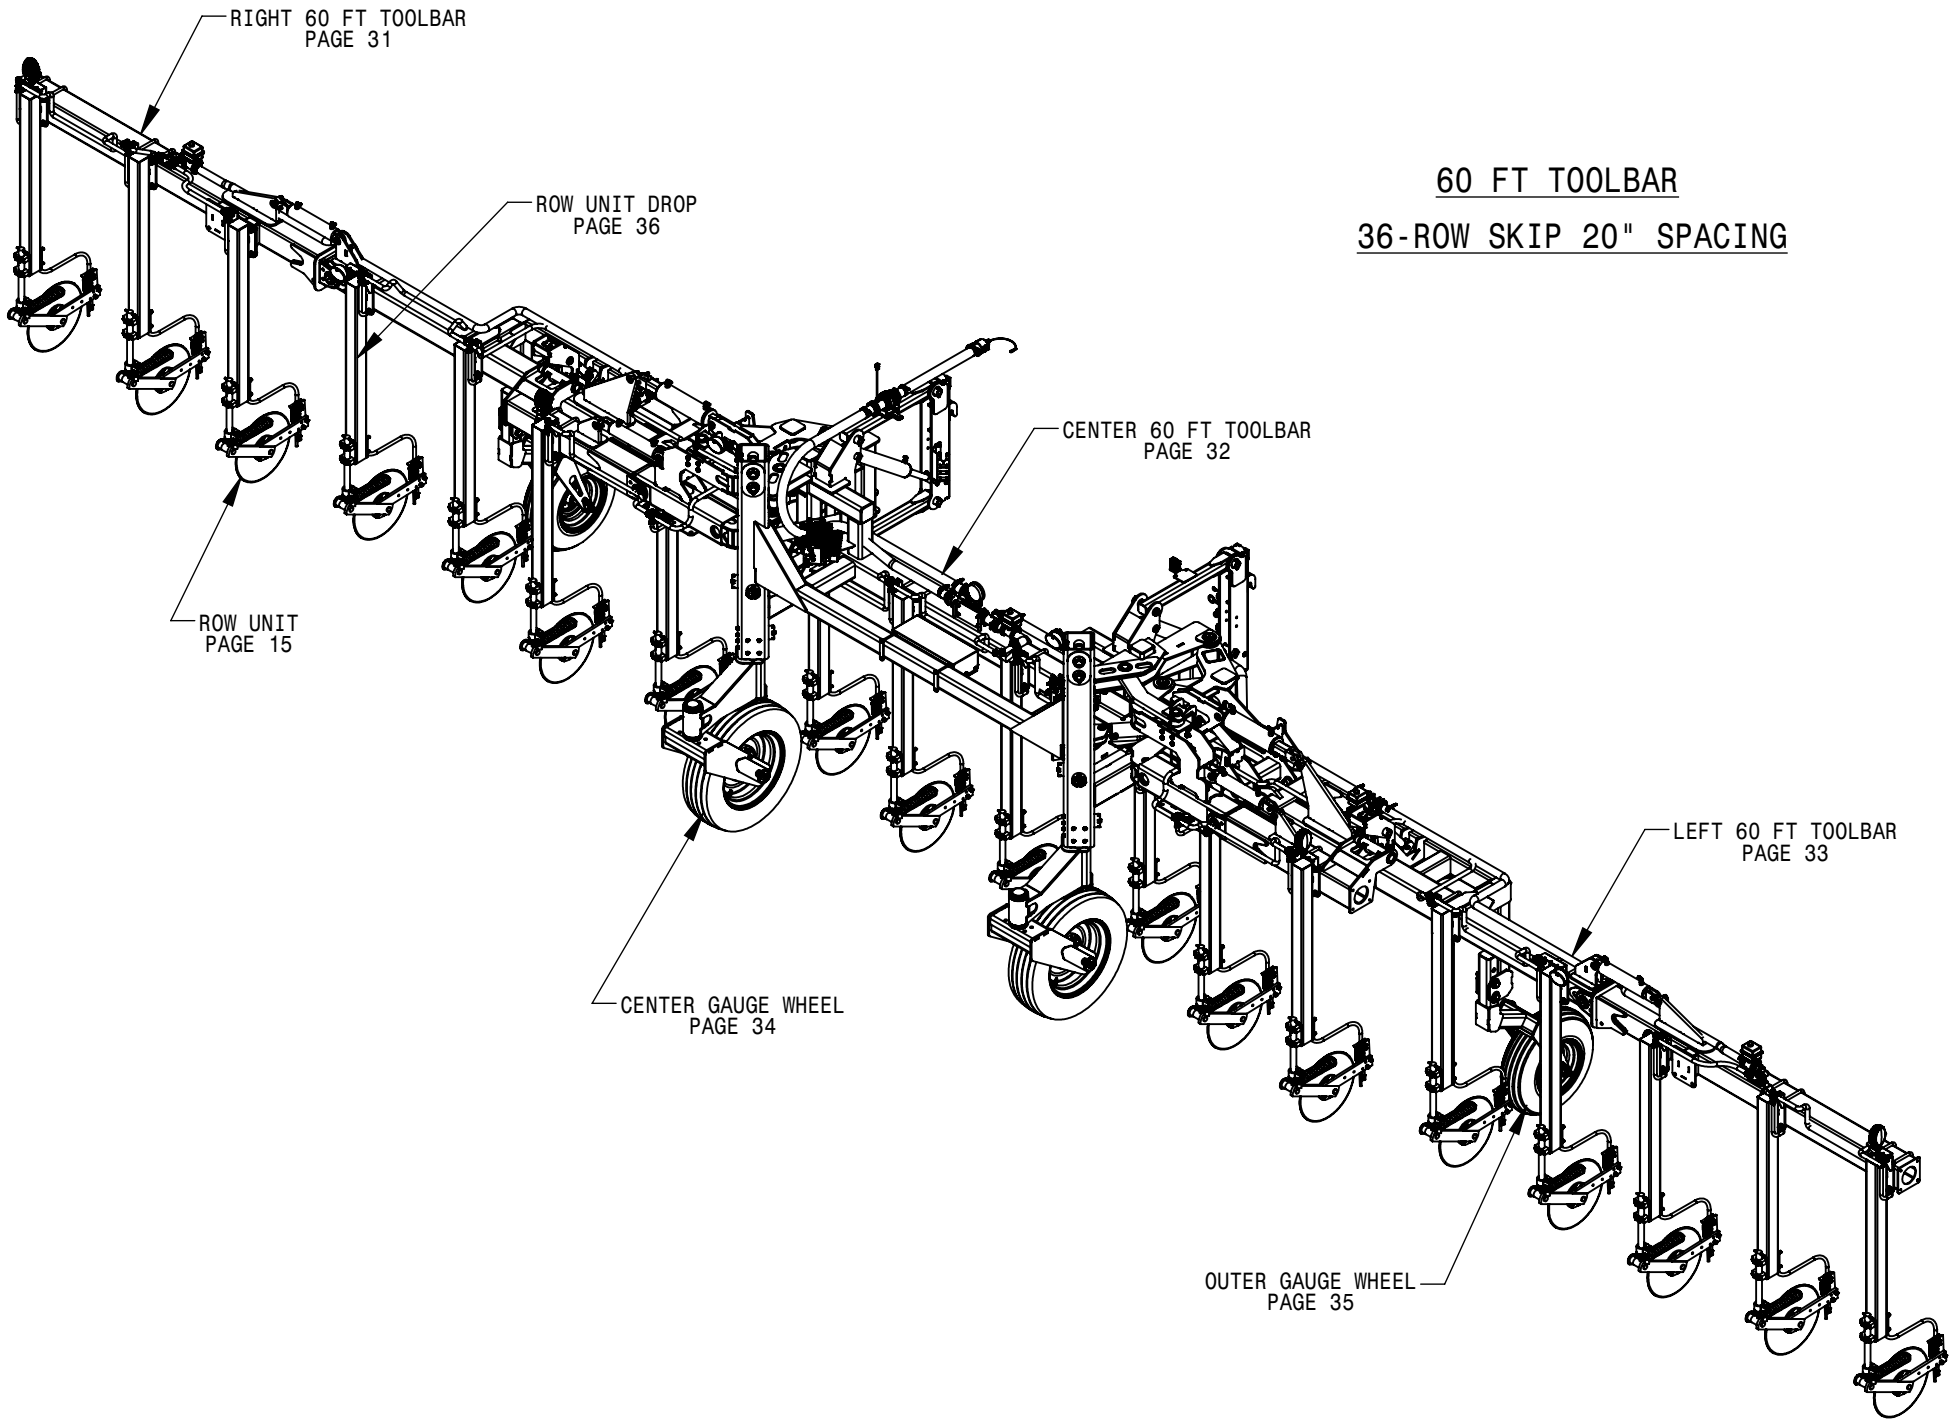 RIGHT 60 FT TOOLBAR
PAGE 31
60 FT TOOLBAR
36-ROW SKIP 20" SPACING
ROW UNIT DROP
PAGE 36
CENTER 60 FT TOOLBAR
PAGE 32
ROW UNIT
PAGE 15
LEFT 60 FT TOOLBAR
PAGE 33
CENTER GAUGE WHEEL
PAGE 34
OUTER GAUGE WHEEL
PAGE 35